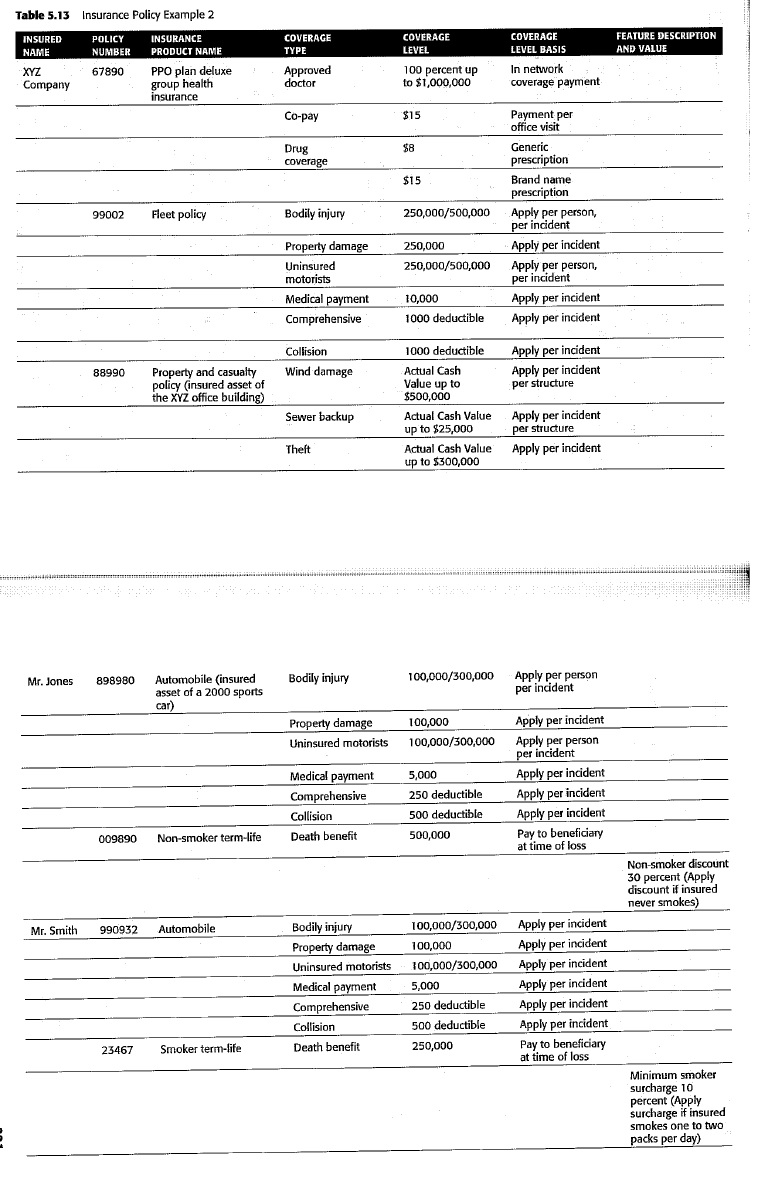 Table 5.13 Insurance Policy Example 2
INSURED NAME POLICY NUMBER INSURANCE PRODUCT NAME COVERAGE TYPE COVERAGE LEVEL COVERAGE LEVEL BASIS FEATURE DESCRIPTION AND VALUE
XYZ Company 67890 PPO plan deluxe group health insurance Approved doctor 100 percent up to $1,000,000 In network coverage payment
Co-pay $15 Payment per office visit
Drug coverage $8 Generic prescription
$15 Brand name prescription
99002 Fleet policy Bodily injury 250,000/500,000 Apply per person, per incident
Property damage 250,000 Apply per incident
Uninsured motorists 250,000/500,000 Apply per person, per incident
Medical payment 10,000 Apply per incident
Comprehensive 1000 deductible Apply per incident
Collision 1000 deductible Apply per incident
88990 Property and casualty policy (insured asset of the XYZ office building) Wind damage Actual Cash Value up to $500,000 Apply per incident per structure
Sewer backup Actual Cash Value up to $25,000 Apply per incident per structure
Theft Actual Cash Value up to $300,000 Apply per incident
Mr. Jones 898980 Automobile (insured asset of a 2000 sports car) Bodily injury 100,000/300,000 Apply per person per incident
Property damage 100,000 Apply per incident
Uninsured motorists 100,000/300,000 Apply per person per incident
Medical payment 5,000 Apply per incident
Comprehensive 250 deductible Apply per incident
Collision 500 deductible Apply per incident
009890 Non-smoker term-life Death benefit 500,000 Pay to beneficiary at time of loss
Non-smoker discount 30 percent (Apply discount if insured never smokes)
Mr. Smith 990932 Automobile Bodily injury 100,000/300,000 Apply per incident
Property damage 100,000 Apply per incident
Uninsured motorists 100,000/300,000 Apply per incident
Medical payment 5,000 Apply per incident
Comprehensive 250 deductible Apply per incident
Collision 500 deductible Apply per incident
23467 Smoker term-life Death benefit 250,000 Pay to beneficiary at time of loss
Minimum smoker surcharge 10 percent (Apply surcharge if insured smokes one to two packs per day)